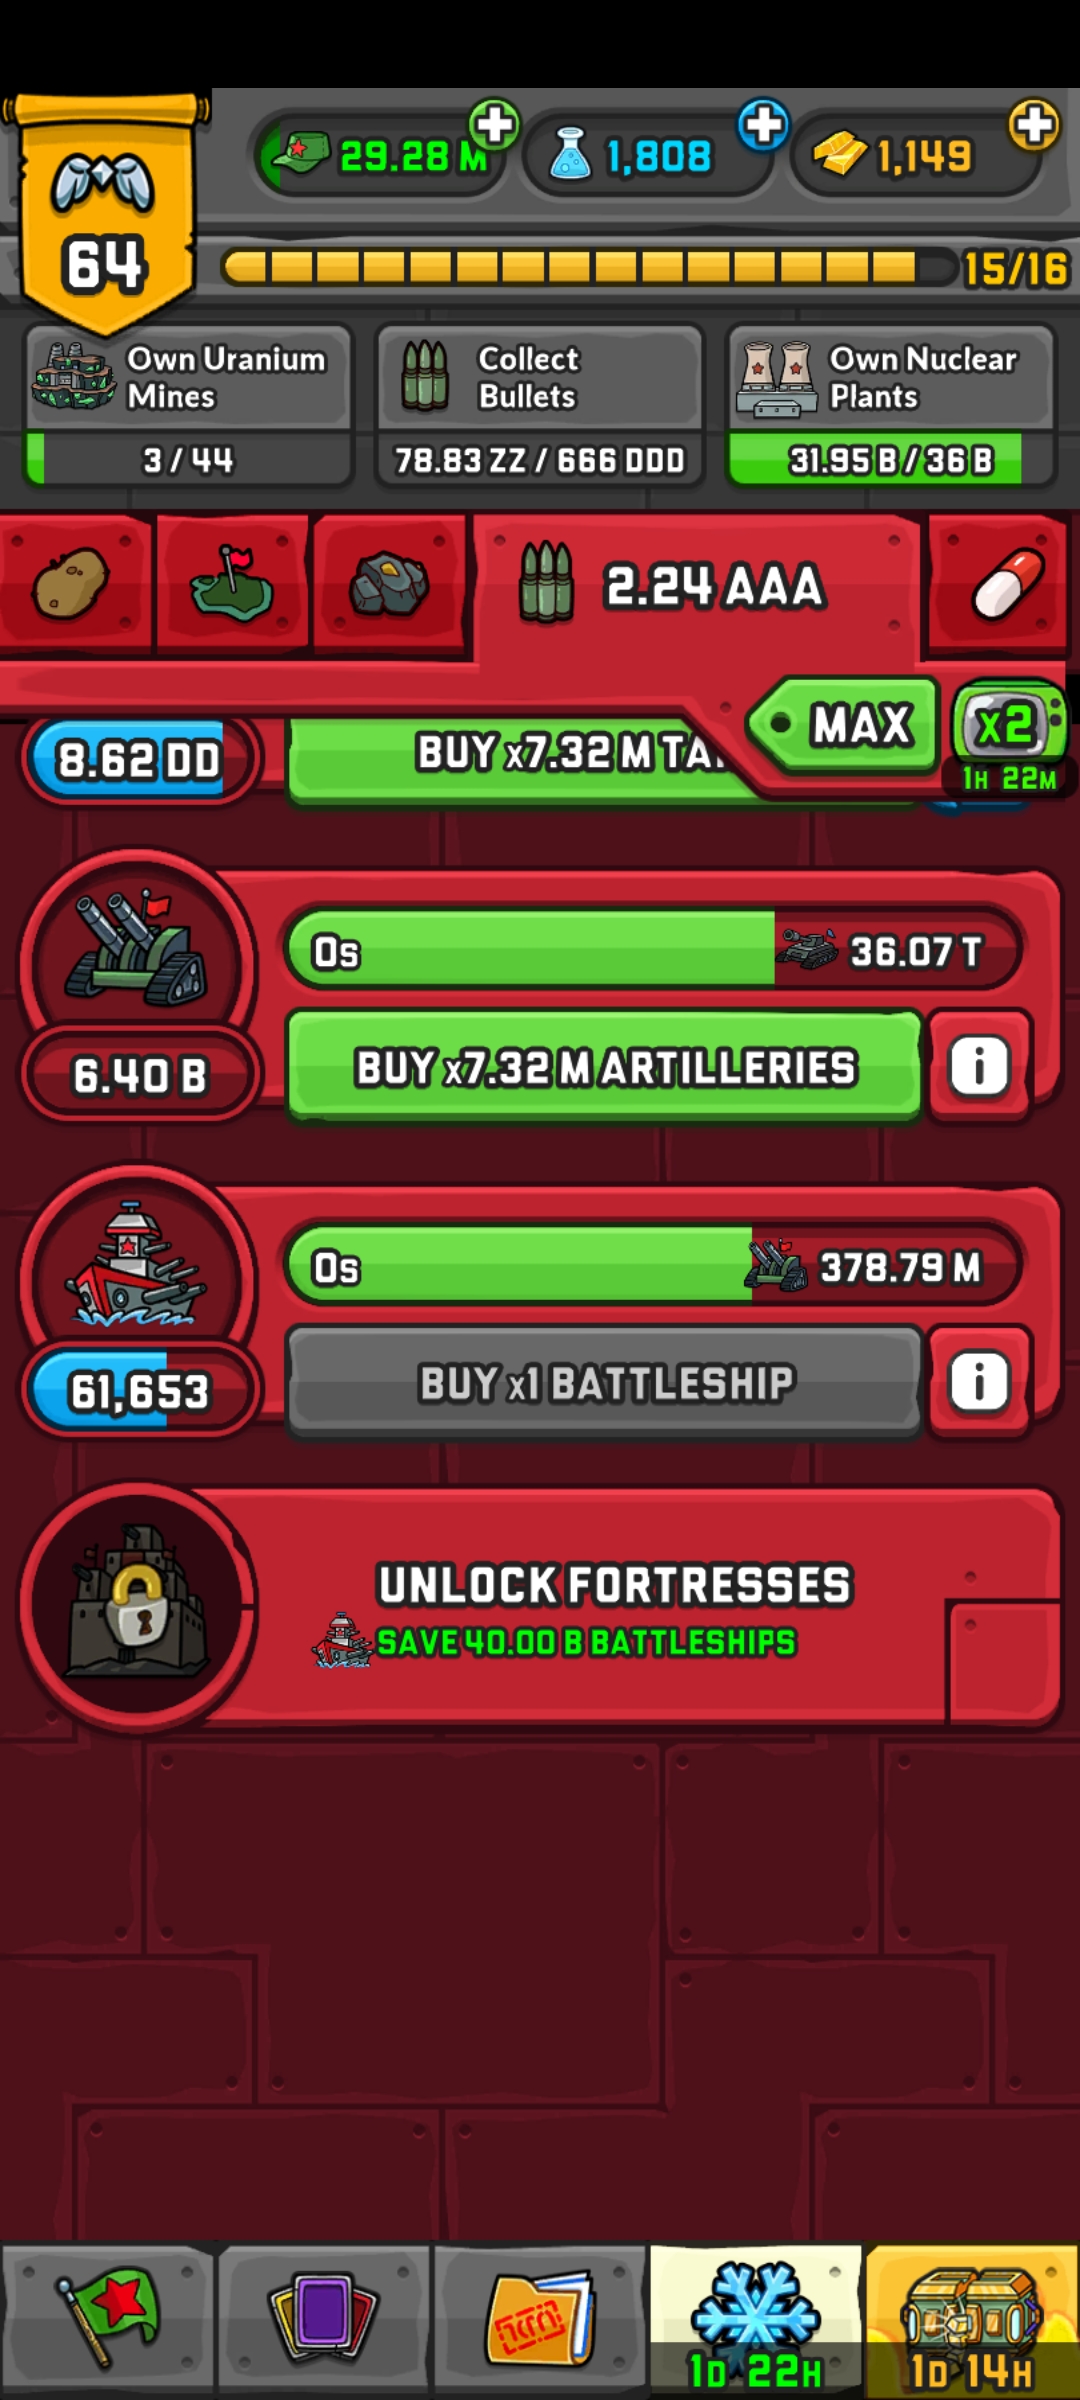 29.28 M
1,808
1,149
64
15/16
Own Uranium
Mines
3 / 44
Collect
Bullets
78.83 ZZ / 666 DDD
Own Nuclear
Plants
31.95 B / 36 B
2.24 AAA
MAX
x2
1H 22M
8.62 DD
BUY x7.32 M TA
0s
36.07 T
6.40 B
BUY x7.32 M ARTILLERIES
i
0s
378.79 M
61,653
BUY x1 BATTLESHIP
i
UNLOCK FORTRESSES
SAVE 40.00 B BATTLESHIPS
1D 22H
1D 14H